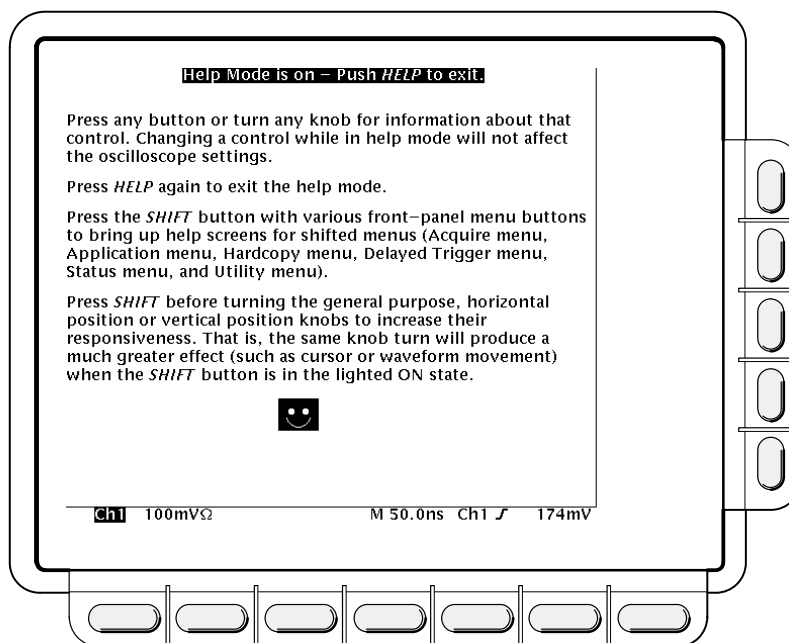 Help Mode is on – Push HELP to exit.
Press any button or turn any knob for information about that
control. Changing a control while in help mode will not affect
the oscilloscope settings.
Press HELP again to exit the help mode.
Press the SHIFT button with various front–panel menu buttons
to bring up help screens for shifted menus (Acquire menu,
Application menu, Hardcopy menu, Delayed Trigger menu,
Status menu, and Utility menu).
Press SHIFT before turning the general purpose, horizontal
position or vertical position knobs to increase their
responsiveness. That is, the same knob turn will produce a
much greater effect (such as cursor or waveform movement)
when the SHIFT button is in the lighted ON state.
Ch1 100mVΩ M 50.0ns Ch1 ƒ 174mV